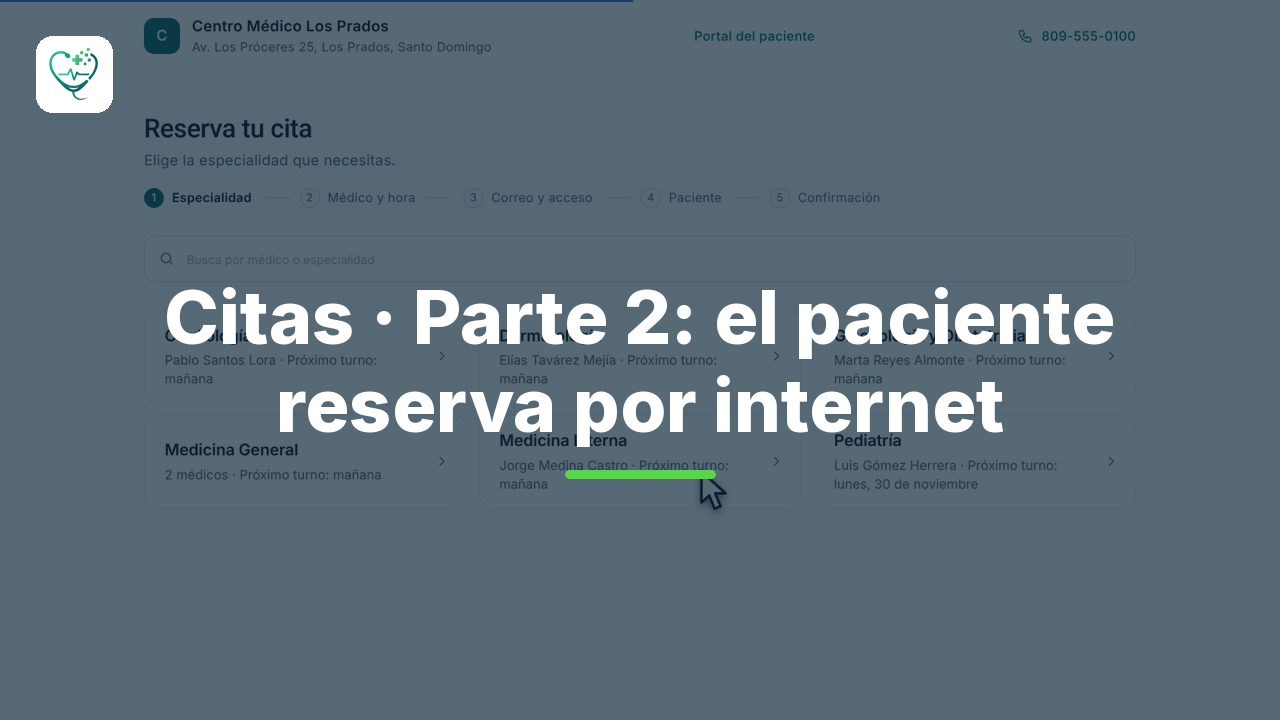 C
Centro Médico Los Prados
Av. Los Próceres 25, Los Prados, Santo Domingo
Portal del paciente
809-555-0100
Reserva tu cita
Elige la especialidad que necesitas.
1 Especialidad
2 Médico y hora
3 Correo y acceso
4 Paciente
5 Confirmación
Busca por médico o especialidad
Citas · Parte 2: el paciente
reserva por internet
Pablo Santos Lora · Próximo turno:
mañana
Elías Tavárez Mejía · Próximo turno:
mañana
Marta Reyes Almonte · Próximo turno:
mañana
Medicina General
2 médicos · Próximo turno: mañana
Medicina Interna
Jorge Medina Castro · Próximo turno:
mañana
Pediatría
Luis Gómez Herrera · Próximo turno:
lunes, 30 de noviembre